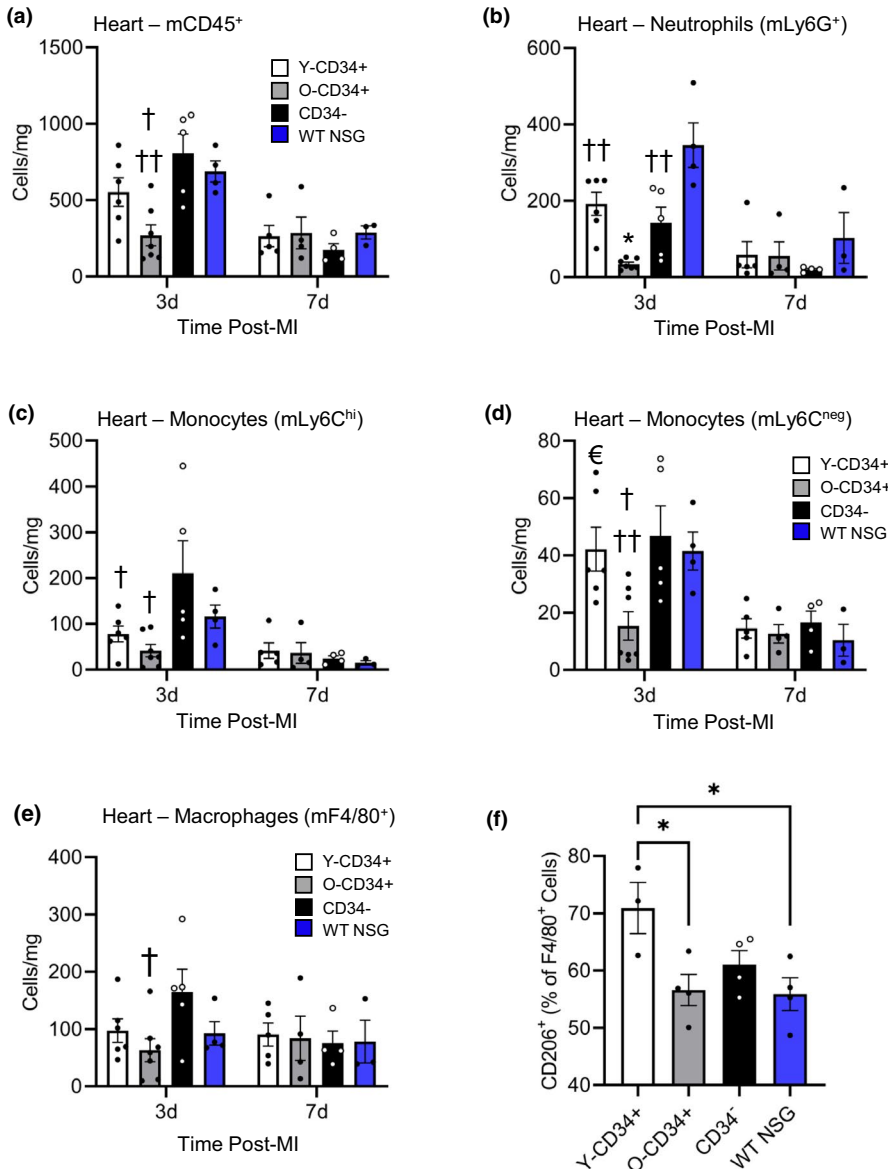 (a)
Heart – mCD45⁺
Cells/mg
1500
1000
500
0
† 
††
Y-CD34+
O-CD34+
CD34-
WT NSG
3d 7d
Time Post-MI
(b)
Heart – Neutrophils (mLy6G⁺)
Cells/mg
600
400
200
0
††
*
††
3d 7d
Time Post-MI
(c)
Heart – Monocytes (mLy6Cʰⁱ)
Cells/mg
500
400
300
200
100
0
†
†
3d 7d
Time Post-MI
(d)
Heart – Monocytes (mLy6Cⁿᵉᵍ)
Cells/mg
80
60
40
20
0
€
†
††
Y-CD34+
O-CD34+
CD34-
WT NSG
3d 7d
Time Post-MI
(e)
Heart – Macrophages (mF4/80⁺)
Cells/mg
400
300
200
100
0
†
Y-CD34+
O-CD34+
CD34-
WT NSG
3d 7d
Time Post-MI
(f)
CD206⁺ (% of F4/80⁺ Cells)
80
70
60
50
40
*
*
Y-CD34+
O-CD34+
CD34⁻
WT NSG